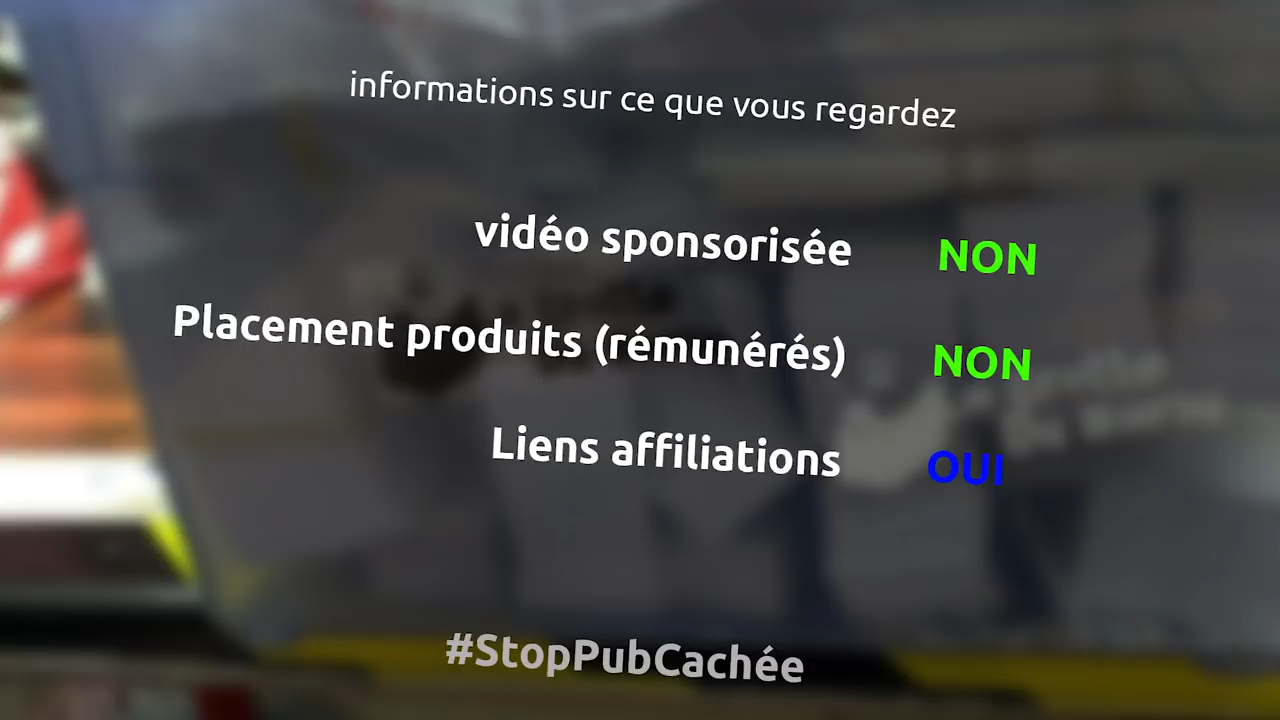 informations sur ce que vous regardez
vidéo sponsorisée NON
Placement produits (rémunérés) NON
Liens affiliations OUI
#StopPubCachée